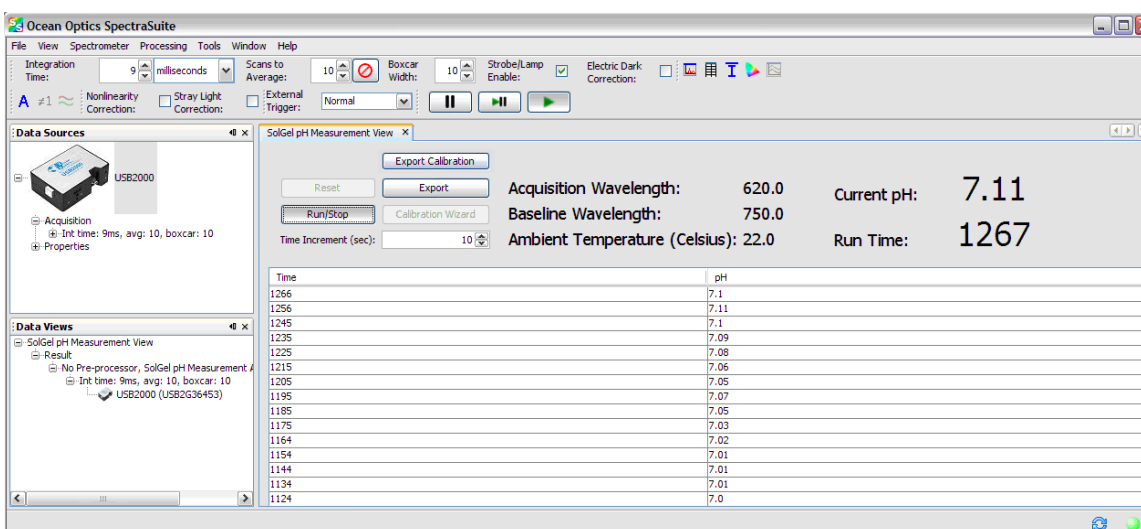 Ocean Optics SpectraSuite
File View Spectrometer Processing Tools Window Help
Integration Time: 9 milliseconds Scans to Average: 10 Boxcar Width: 10 Strobe/Lamp Enable: Electric Dark Correction:
A ≠1 Nonlinearity Correction: Stray Light Correction: External Trigger: Normal
Data Sources
USB2000
Acquisition
Int time: 9ms, avg: 10, boxcar: 10
Properties
Data Views
SolGel pH Measurement View
Result
No Pre-processor, SolGel pH Measurement
Int time: 9ms, avg: 10, boxcar: 10
USB2000 (USB2G36453)
SolGel pH Measurement View
Export Calibration
Reset Export
Run/Stop Calibration Wizard
Time Increment (sec): 10
Acquisition Wavelength: 620.0
Baseline Wavelength: 750.0
Ambient Temperature (Celsius): 22.0
Current pH: 7.11
Run Time: 1267
Time pH
1266 7.1
1256 7.11
1245 7.1
1235 7.09
1225 7.08
1215 7.06
1205 7.05
1195 7.07
1185 7.05
1175 7.03
1164 7.02
1154 7.01
1144 7.01
1134 7.01
1124 7.0